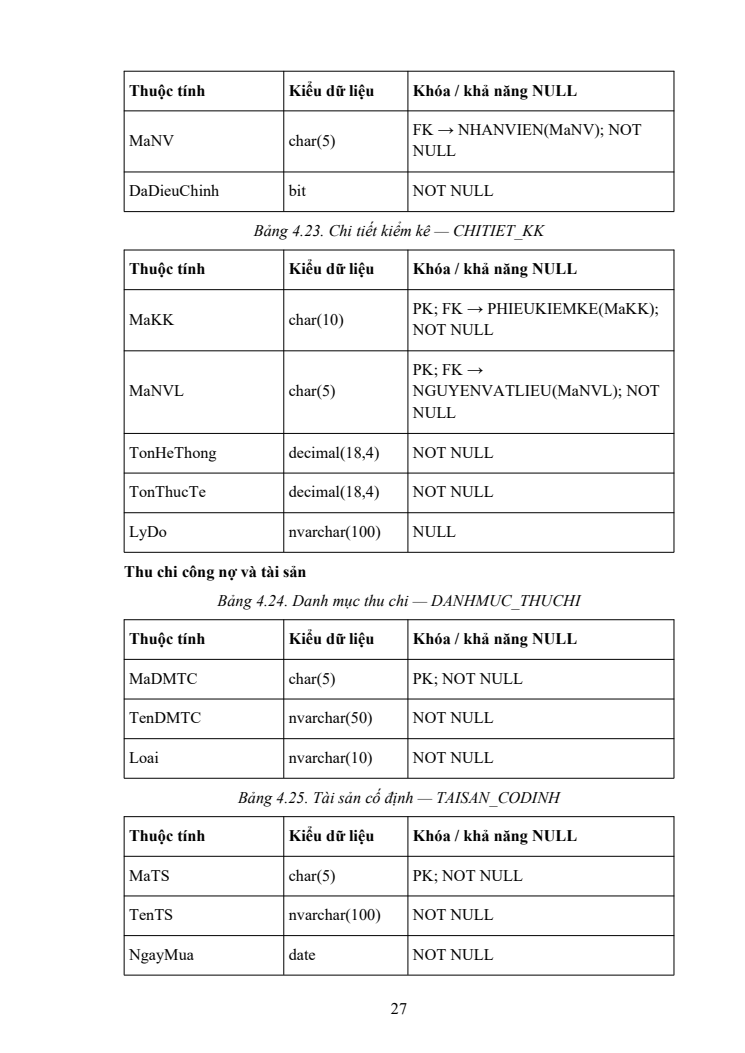 Thuộc tính Kiểu dữ liệu Khóa / khả năng NULL
MaNV char(5) FK → NHANVIEN(MaNV); NOT
NULL
DaDieuChinh bit NOT NULL
Bảng 4.23. Chi tiết kiểm kê — CHITIET_KK
Thuộc tính Kiểu dữ liệu Khóa / khả năng NULL
MaKK char(10) PK; FK → PHIEUKIEMKE(MaKK);
NOT NULL
MaNVL char(5) PK; FK →
NGUYENVATLIEU(MaNVL); NOT
NULL
TonHeThong decimal(18,4) NOT NULL
TonThucTe decimal(18,4) NOT NULL
LyDo nvarchar(100) NULL
Thu chi công nợ và tài sản
Bảng 4.24. Danh mục thu chi — DANHMUC_THUCHI
Thuộc tính Kiểu dữ liệu Khóa / khả năng NULL
MaDMTC char(5) PK; NOT NULL
TenDMTC nvarchar(50) NOT NULL
Loai nvarchar(10) NOT NULL
Bảng 4.25. Tài sản cố định — TAISAN_CODINH
Thuộc tính Kiểu dữ liệu Khóa / khả năng NULL
MaTS char(5) PK; NOT NULL
TenTS nvarchar(100) NOT NULL
NgayMua date NOT NULL
27